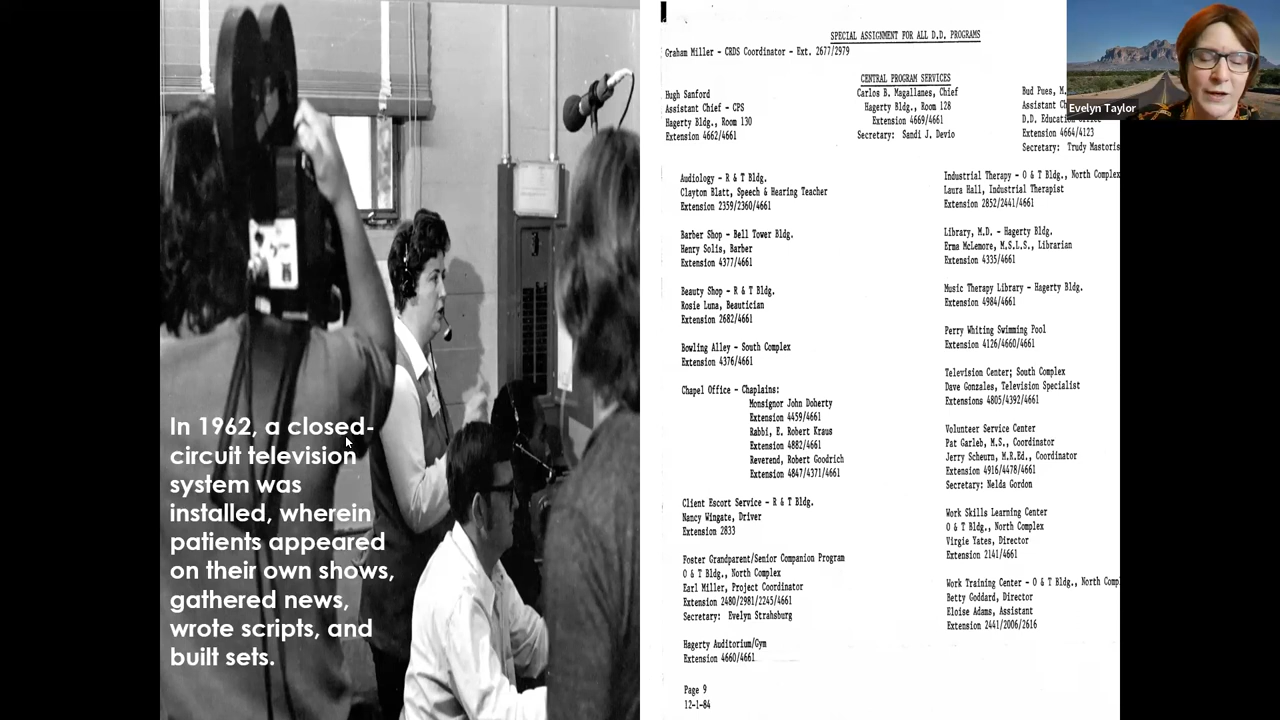 In 1962, a closed-
circuit television
system was
installed, wherein
patients appeared
on their own shows,
gathered news,
wrote scripts, and
built sets.
SPECIAL ASSIGNMENT FOR ALL D.D. PROGRAMS
Graham Miller - CRDS Coordinator - Ext. 2677/2979
CENTRAL PROGRAM SERVICES
Hugh Sanford
Assistant Chief - CPS
Hagerty Bldg., Room 130
Extension 4662/4661
Carlos B. Magallanes, Chief
Hagerty Bldg., Room 128
Extension 4669/4661
Secretary: Sandi J. Devio
Bud Pues, M.
Assistant Ch
D.D. Education
Extension 4664/4123
Secretary: Trudy Mastoris
Audiology - R & T Bldg.
Clayton Blatt, Speech & Hearing Teacher
Extension 2359/2360/4661
Barber Shop - Bell Tower Bldg.
Henry Solis, Barber
Extension 4377/4661
Beauty Shop - R & T Bldg.
Rosie Luna, Beautician
Extension 2682/4661
Bowling Alley - South Complex
Extension 4376/4661
Chapel Office - Chaplains:
Monsignor John Doherty
Extension 4459/4661
Rabbi, E. Robert Kraus
Extension 4882/4661
Reverend, Robert Goodrich
Extension 4847/4371/4661
Client Escort Service - R & T Bldg.
Nancy Wingate, Driver
Extension 2833
Foster Grandparent/Senior Companion Program
O & T Bldg., North Complex
Earl Miller, Project Coordinator
Extension 2480/2981/2245/4661
Secretary: Evelyn Strahsburg
Hagerty Auditorium/Gym
Extension 4660/4661
Industrial Therapy - O & T Bldg., North Complex
Laura Hall, Industrial Therapist
Extension 2852/2441/4661
Library, M.D. - Hagerty Bldg.
Erma McLemore, M.S.L.S., Librarian
Extension 4335/4661
Music Therapy Library - Hagerty Bldg.
Extension 4984/4661
Perry Whiting Swimming Pool
Extension 4126/4660/4661
Television Center; South Complex
Dave Gonzales, Television Specialist
Extensions 4805/4392/4661
Volunteer Service Center
Pat Garleb, M.S., Coordinator
Jerry Scheurn, M.R.Ed., Coordinator
Extension 4916/4478/4661
Secretary: Nelda Gordon
Work Skills Learning Center
O & T Bldg., North Complex
Virgie Yates, Director
Extension 2141/4661
Work Training Center - O & T Bldg., North Comp
Betty Goddard, Director
Eloise Adams, Assistant
Extension 2441/2006/2616
Page 9
12-1-84
Evelyn Taylor